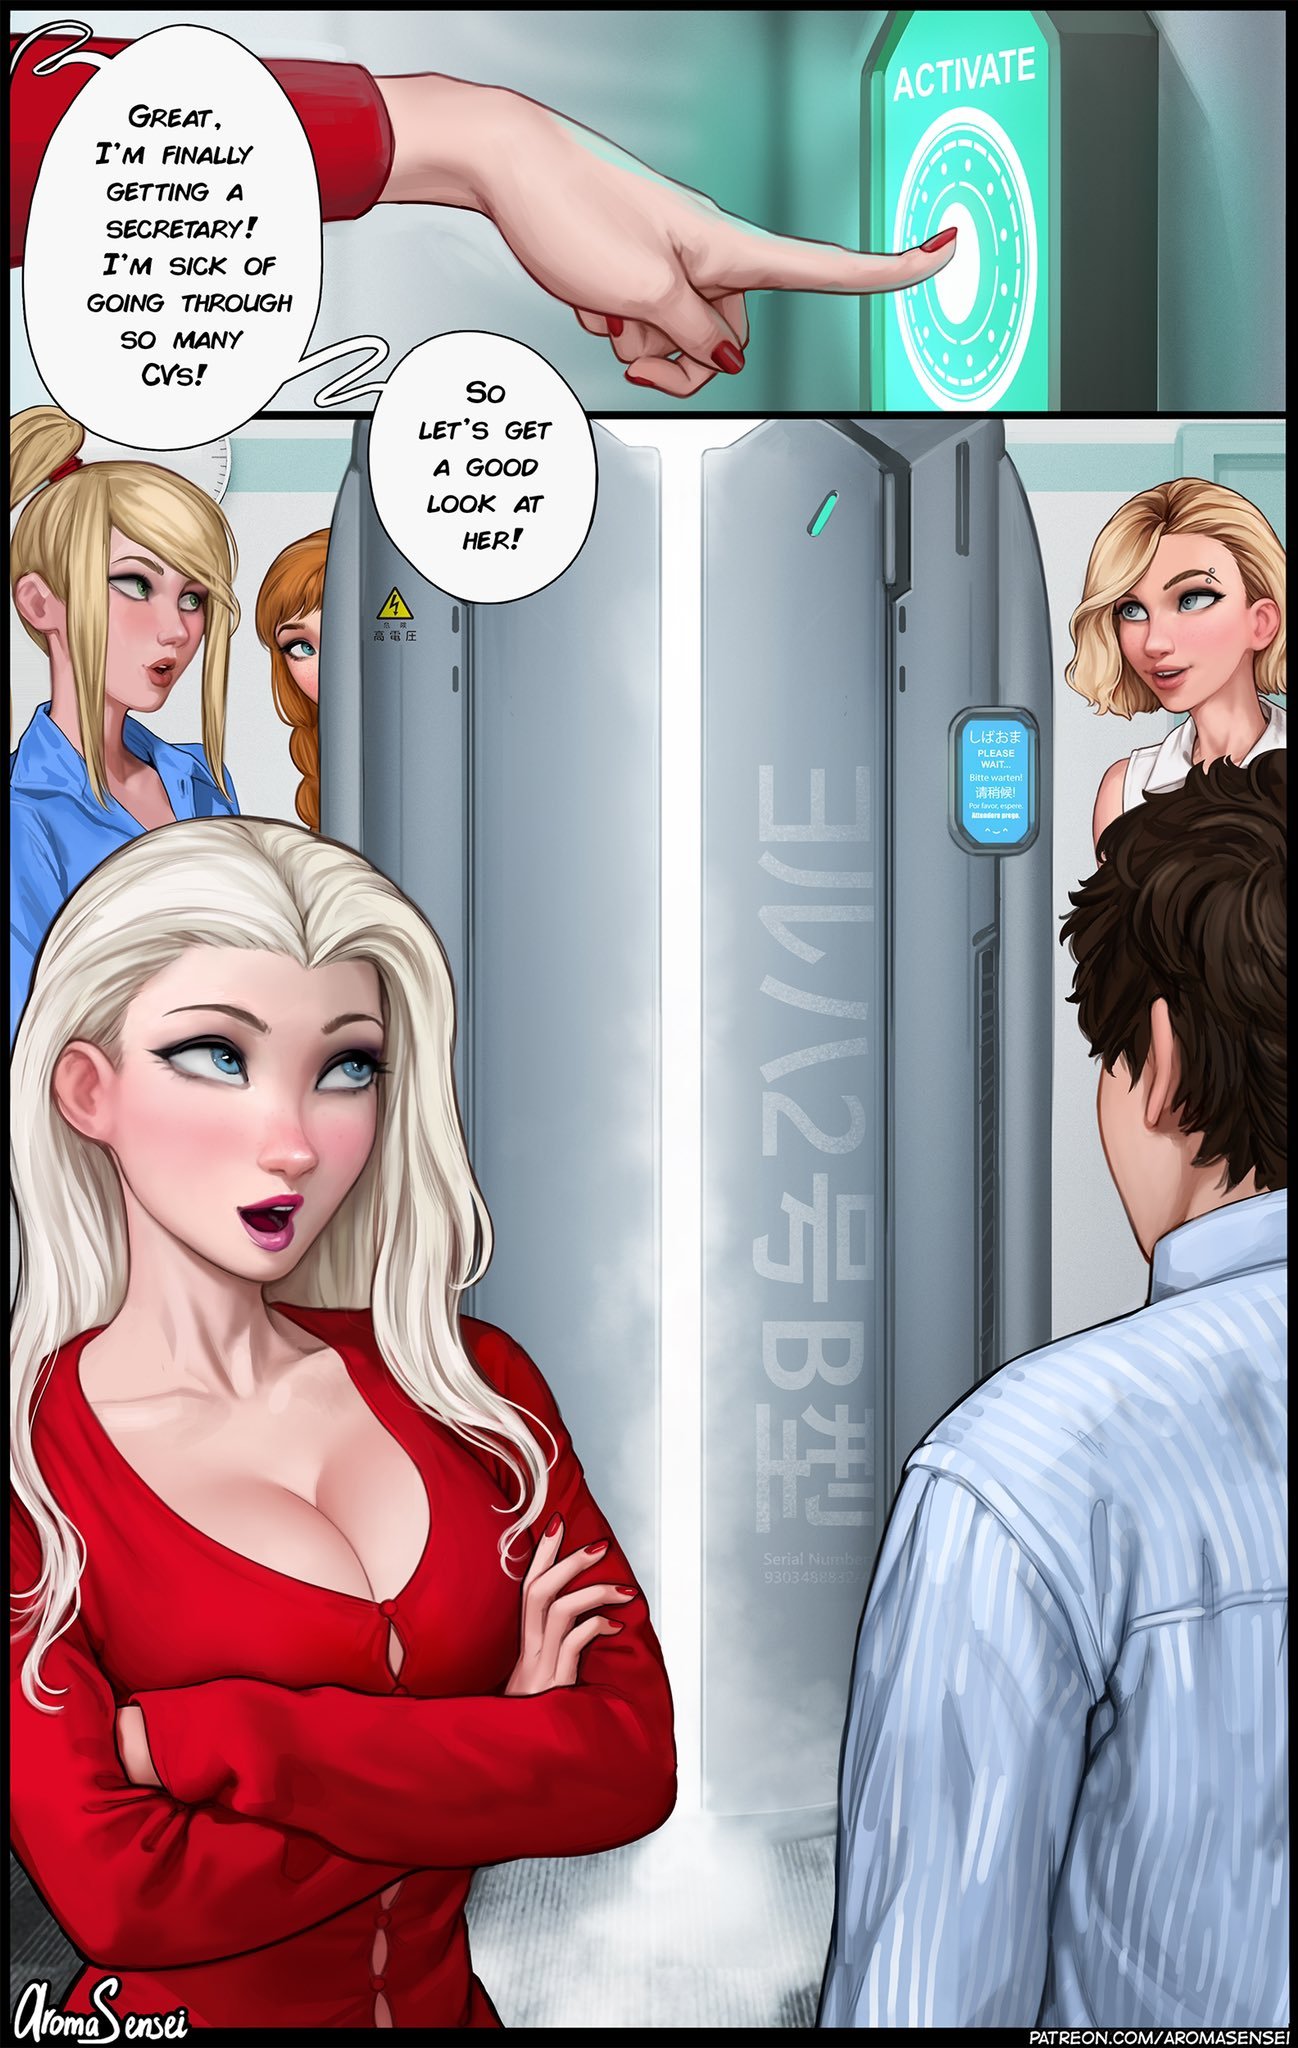 GREAT,
I'M FINALLY
GETTING A
SECRETARY!
I'M SICK OF
GOING THROUGH
SO MANY
CVS!
ACTIVATE
SO
LET'S GET
A GOOD
LOOK AT
HER!
危険
高電圧
しばおま
PLEASE
WAIT...
Bitte warten!
请稍候!
Por favor, espere.
Attendere prego.
ヨルハ2号B型
Serial Number
AromaSensei
PATREON.COM/AROMASENSEI